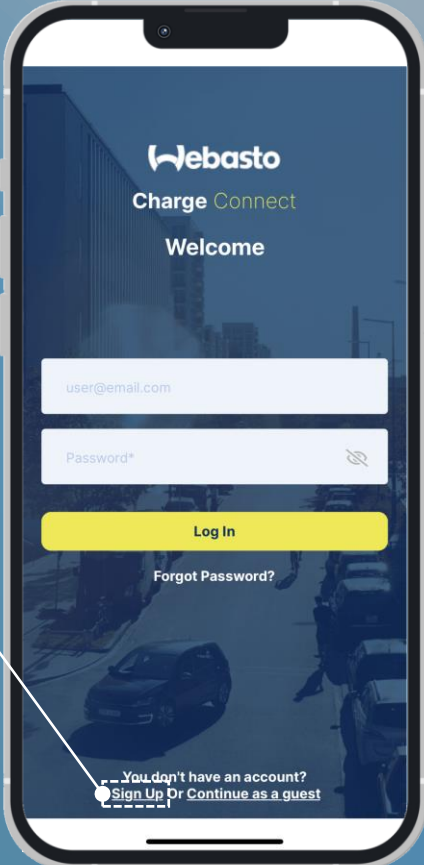 Webasto
Charge Connect
Welcome
user@email.com
Password*
Log In
Forgot Password?
You don't have an account?
Sign Up Or Continue as a guest